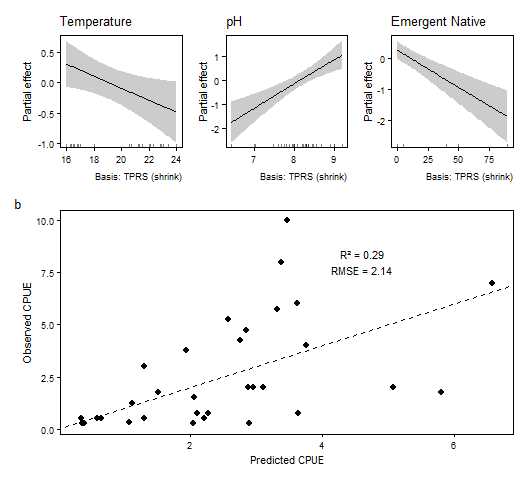 Temperature
pH
Emergent Native
Partial effect
0.5
0.0
-0.5
-1.0
16
18
20
22
24
Basis: TPRS (shrink)
Partial effect
1
0
-1
-2
7
8
9
Basis: TPRS (shrink)
Partial effect
0
-1
-2
0
25
50
75
Basis: TPRS (shrink)
b
Observed CPUE
10.0
7.5
5.0
2.5
0.0
R² = 0.29
RMSE = 2.14
2
4
6
Predicted CPUE